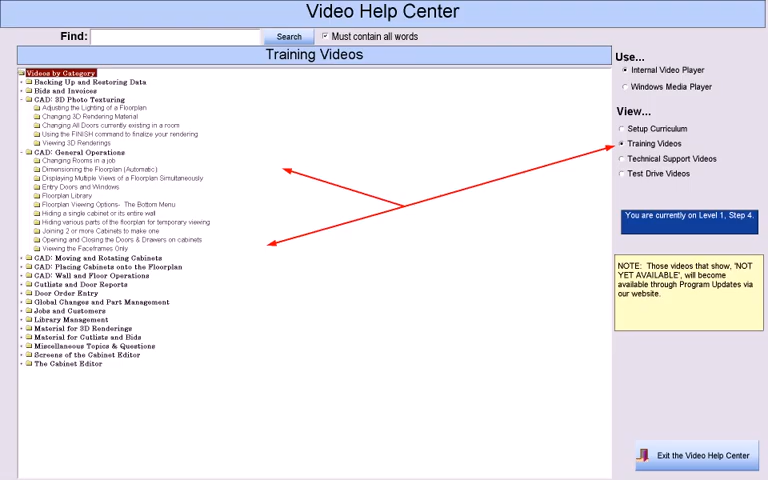 Video Help Center
Find:
Search
Must contain all words
Training Videos
Videos by Category
Backing Up and Restoring Data
Bids and Invoices
CAD: 3D Photo Texturing
Adjusting the Lighting of a Floorplan
Changing 3D Rendering Material
Changing All Doors currently existing in a room
Using the FINISH command to finalize your rendering
Viewing 3D Renderings
CAD: General Operations
Changing Rooms in a job
Dimensioning the Floorplan (Automatic)
Displaying Multiple Views of a Floorplan Simultaneously
Entry Doors and Windows
Floorplan Library
Floorplan Viewing Options- The Bottom Menu
Hiding a single cabinet or its entire wall
Hiding various parts of the floorplan for temporary viewing
Joining 2 or more Cabinets to make one
Opening and Closing the Doors & Drawers on cabinets
Viewing the Faceframes Only
CAD: Moving and Rotating Cabinets
CAD: Placing Cabinets onto the Floorplan
CAD: Wall and Floor Operations
Cutlists and Door Reports
Door Order Entry
Global Changes and Part Management
Jobs and Customers
Library Management
Material for 3D Renderings
Material for Cutlists and Bids
Miscellaneous Topics & Questions
Screens of the Cabinet Editor
The Cabinet Editor
Use...
Internal Video Player
Windows Media Player
View...
Setup Curriculum
Training Videos
Technical Support Videos
Test Drive Videos
You are currently on Level 1, Step 4.
NOTE: Those videos that show, "NOT
YET AVAILABLE", will become
available through Program Updates via
our website.
Exit the Video Help Center